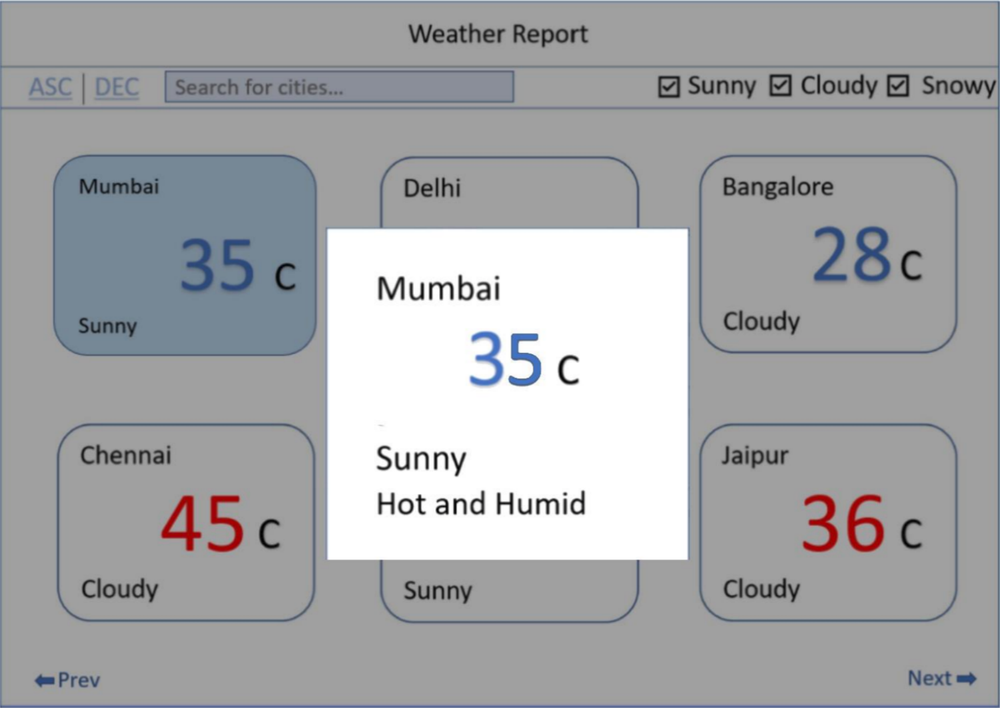 Weather Report
ASC | DEC Search for cities... Sunny Cloudy Snowy
Mumbai
35 C
Sunny
Delhi
Bangalore
28 C
Cloudy
Mumbai
35 C
Sunny
Hot and Humid
Chennai
45 C
Cloudy
Sunny
Jaipur
36 C
Cloudy
Prev
Next